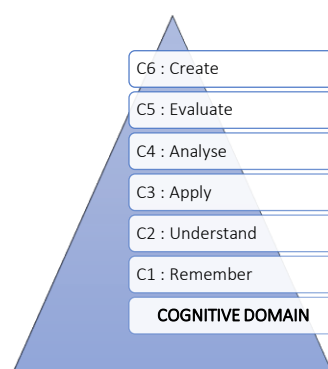 C6 : Create
C5 : Evaluate
C4 : Analyse
C3 : Apply
C2 : Understand
C1 : Remember
COGNITIVE DOMAIN